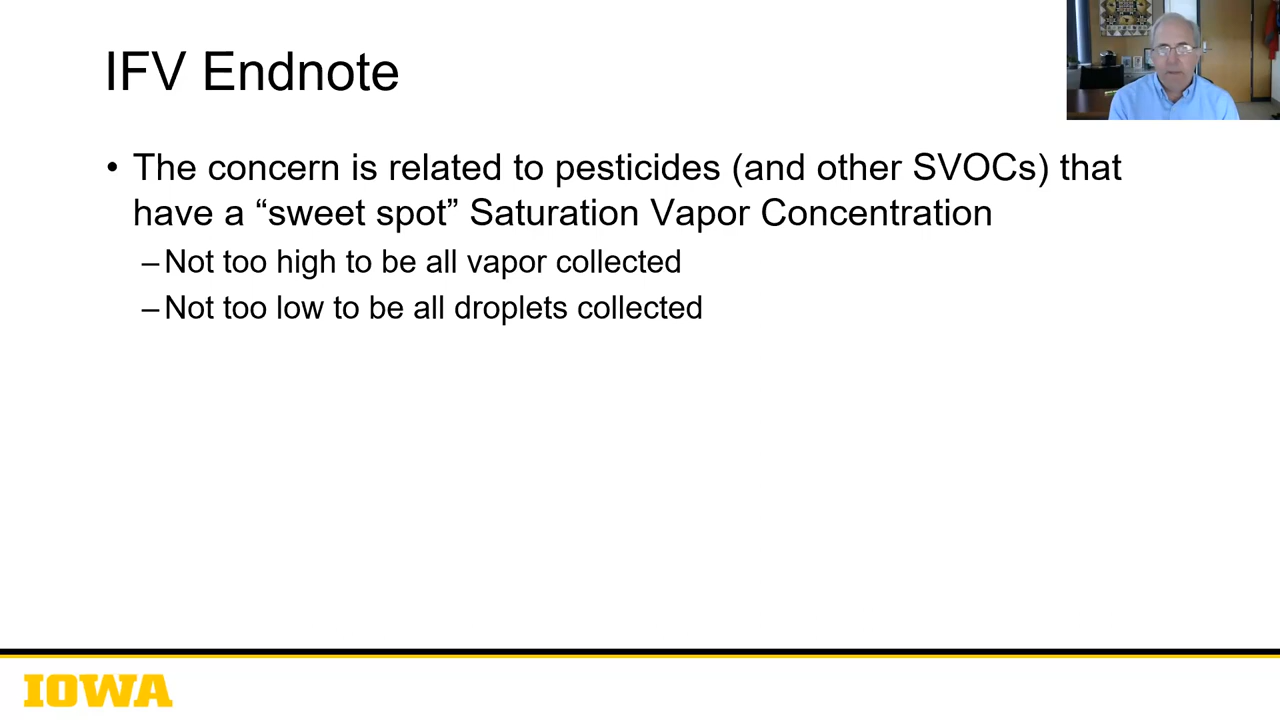 IFV Endnote
• The concern is related to pesticides (and other SVOCs) that
have a “sweet spot” Saturation Vapor Concentration
–Not too high to be all vapor collected
–Not too low to be all droplets collected
IOWA